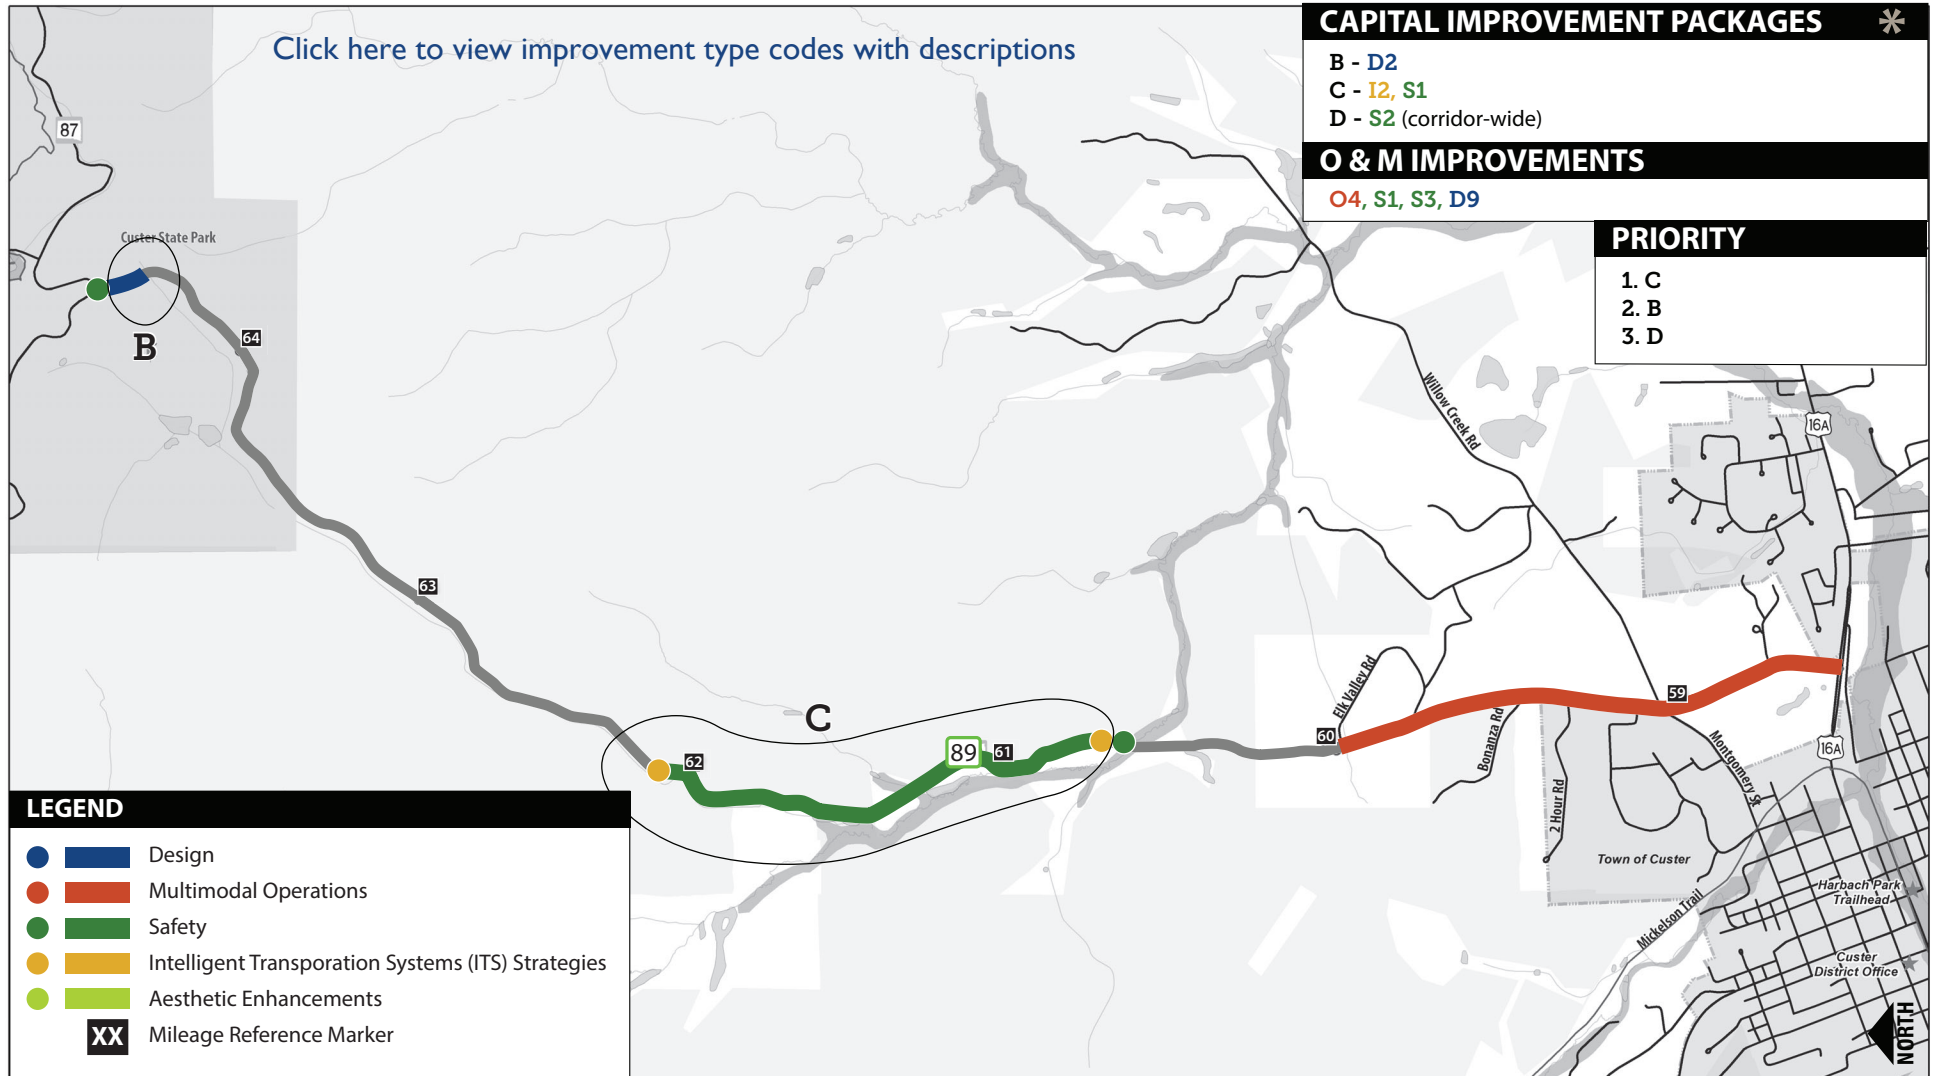 Click here to view improvement type codes with descriptions
CAPITAL IMPROVEMENT PACKAGES *
B - D2
C - I2, S1
D - S2 (corridor-wide)
O & M IMPROVEMENTS
O4, S1, S3, D9
PRIORITY
1. C
2. B
3. D
87
Custer State Park
B
64
63
C
62
89
61
60
59
Elk Valley Rd
Bonanza Rd
2 Hour Rd
Willow Creek Rd
Montgomery St
16A
16A
Town of Custer
Mickelson Trail
Harbach Park
Trailhead
Custer
District Office
NORTH
LEGEND
Design
Multimodal Operations
Safety
Intelligent Transporation Systems (ITS) Strategies
Aesthetic Enhancements
XX Mileage Reference Marker